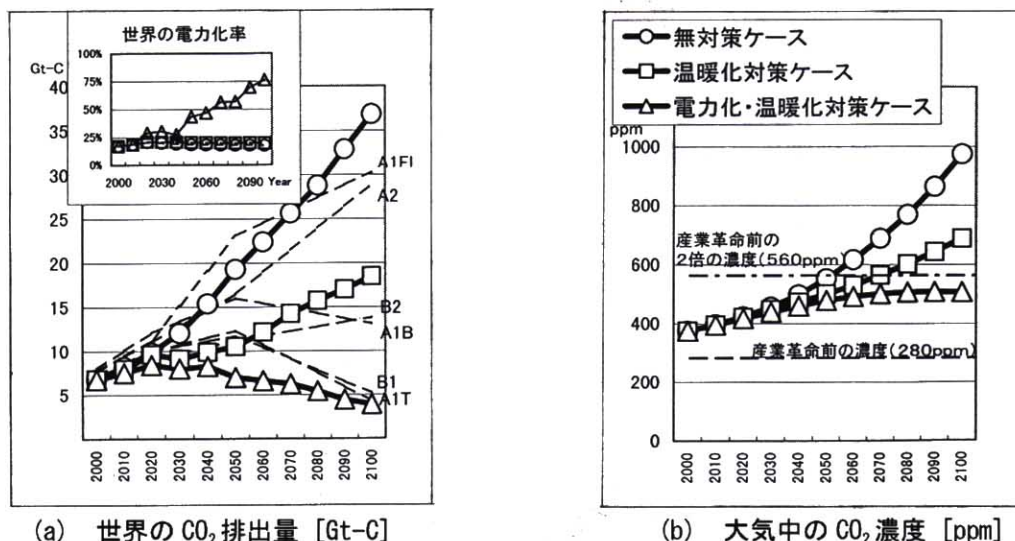 世界の電力化率
100%
75%
50%
25%
0%
2000 2030 2060 2090 Year
Gt-C
40
35
30
25
20
15
10
5
A1FI
A2
B2
A1B
B1
A1T
2000 2010 2020 2030 2040 2050 2060 2070 2080 2090 2100
(a) 世界の CO₂ 排出量 [Gt-C]
無対策ケース
温暖化対策ケース
電力化・温暖化対策ケース
ppm
1000
800
600
400
200
0
産業革命前の
2倍の濃度(560ppm)
産業革命前の濃度(280ppm)
2000 2010 2020 2030 2040 2050 2060 2070 2080 2090 2100
(b) 大気中の CO₂ 濃度 [ppm]